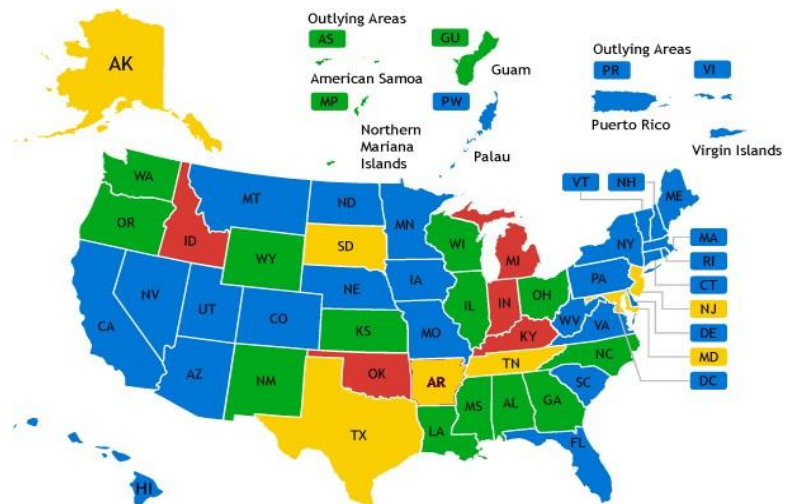 Outlying Areas
AS
GU
American Samoa
Guam
MP
PW
Northern
Mariana
Islands
Palau
Outlying Areas
PR
VI
Puerto Rico
Virgin Islands
AK
WA
MT
ND
MN
VT
NH
ME
OR
ID
WY
SD
WI
MI
NY
MA
RI
CT
NJ
DE
MD
DC
PA
NV
UT
CO
NE
IA
IL
IN
OH
WV
VA
CA
KS
MO
KY
NC
AZ
NM
OK
AR
TN
SC
TX
LA
MS
AL
GA
FL
HI